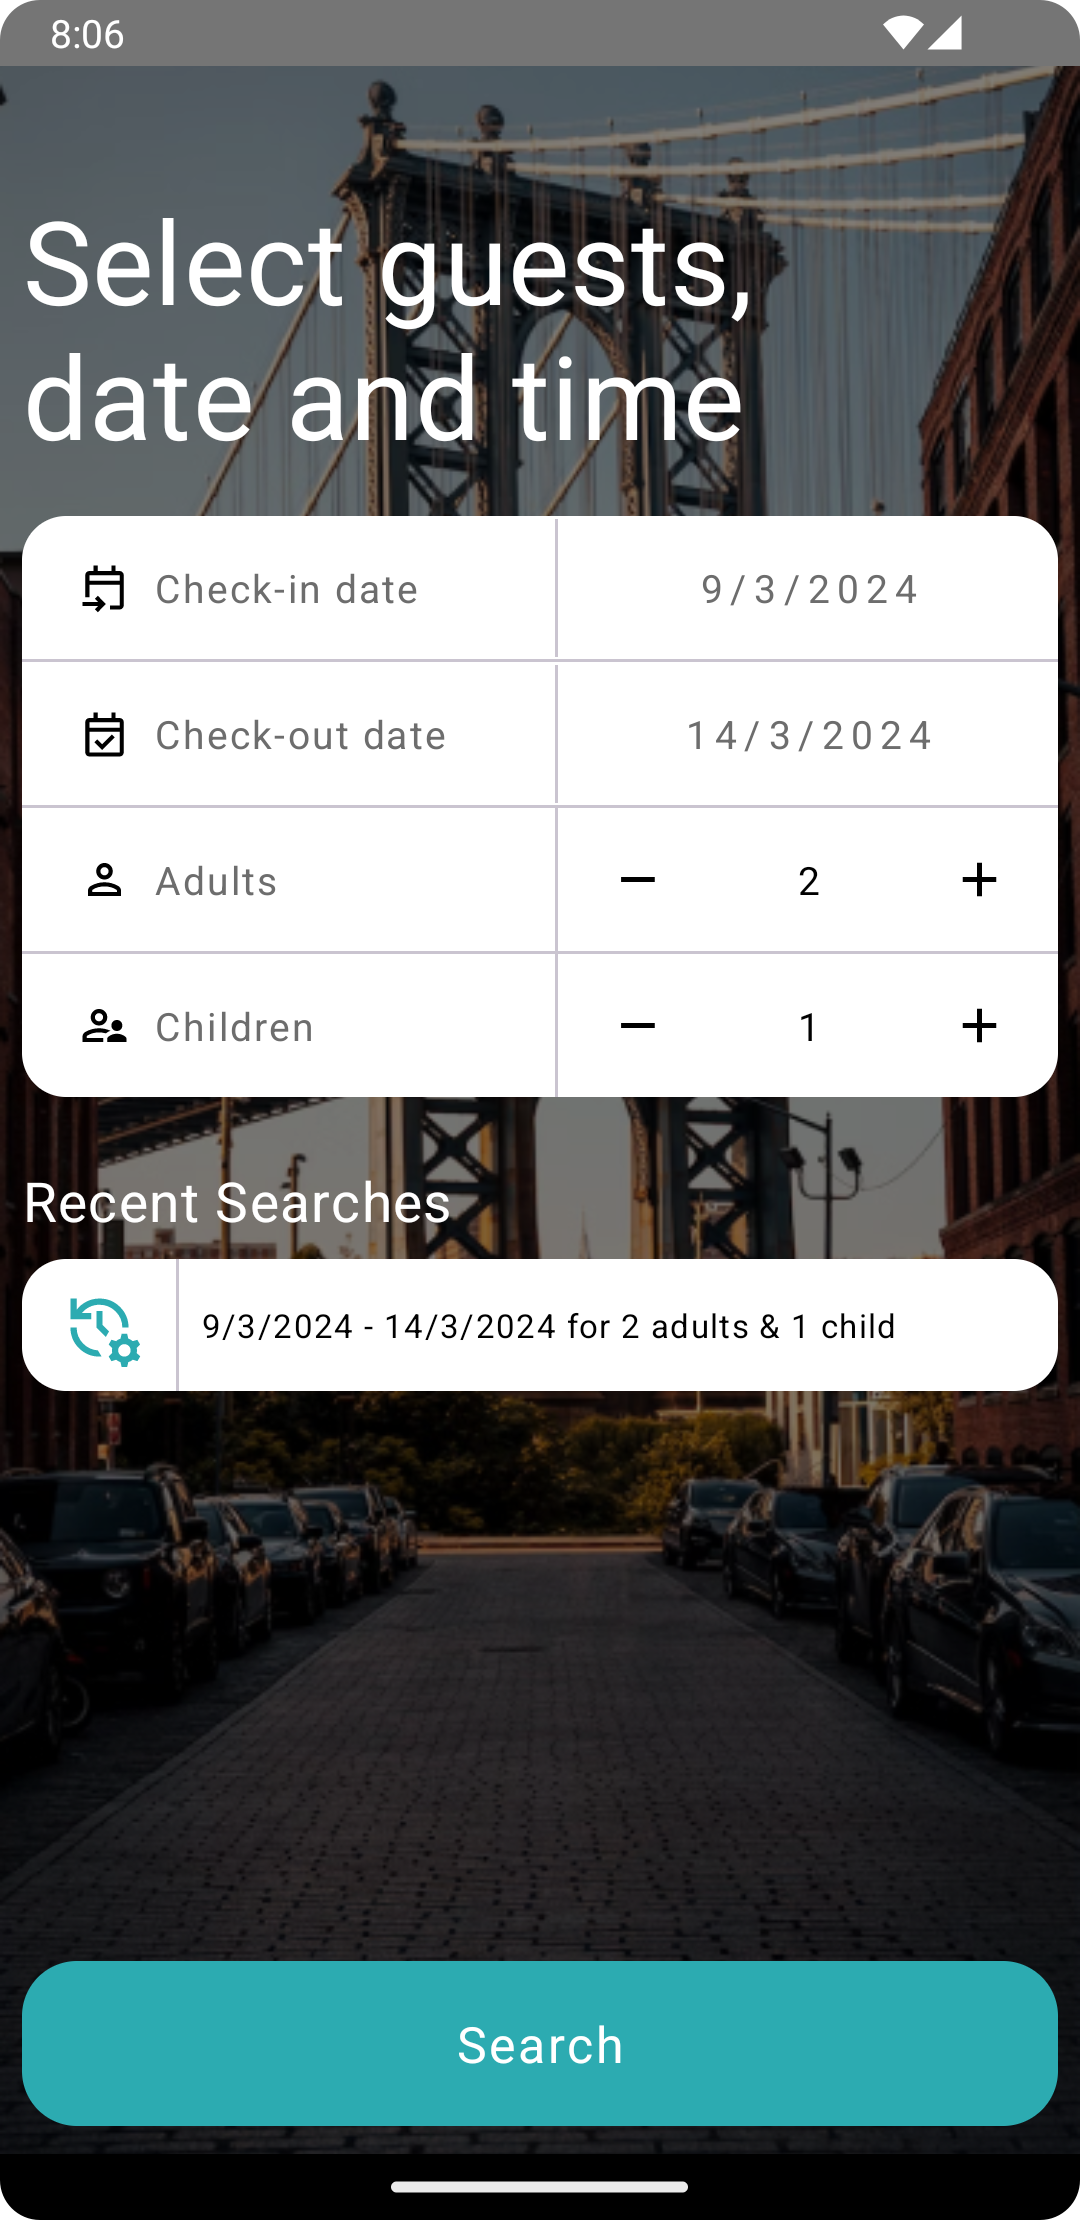 8:06
Select guests,
date and time
Check-in date
9/3/2024
Check-out date
14/3/2024
Adults
2
Children
1
Recent Searches
9/3/2024 - 14/3/2024 for 2 adults & 1 child
Search